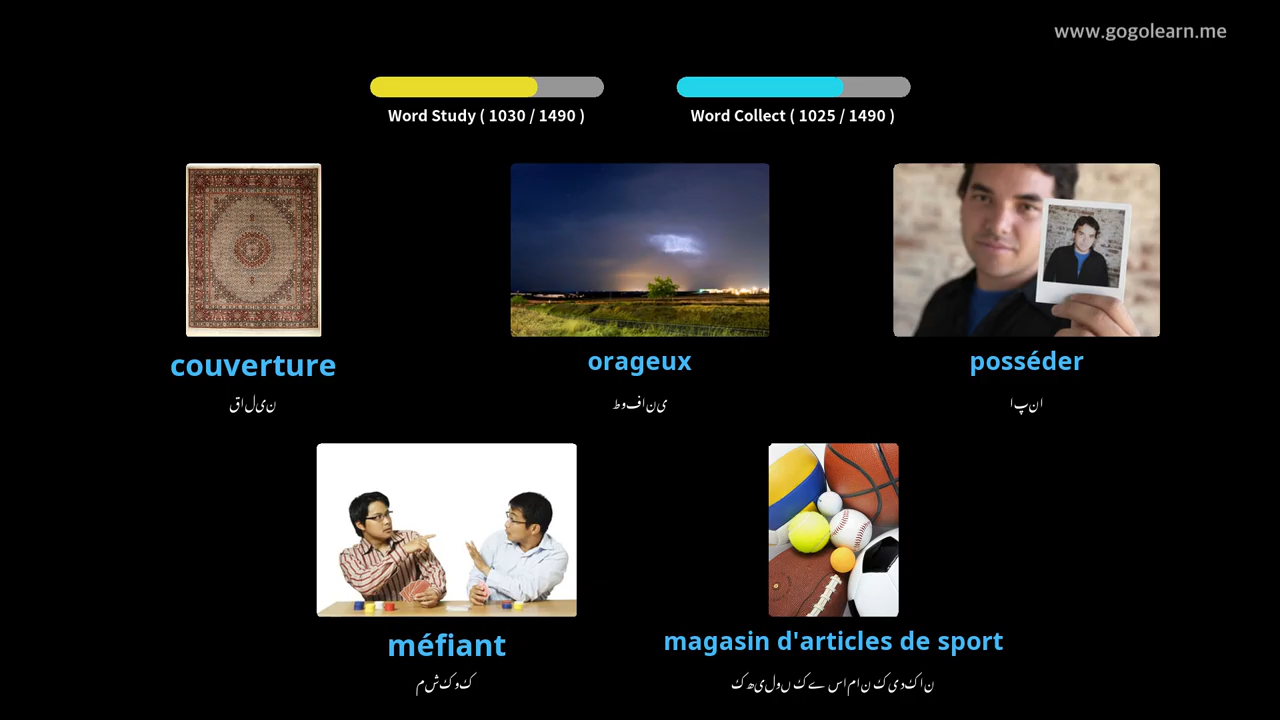 www.gogolearn.me
Word Study ( 1030 / 1490 )
Word Collect ( 1025 / 1490 )
couverture
قالین
orageux
طوفانی
posséder
اپنا
méfiant
مشکوک
magasin d'articles de sport
کھیلوں کے سامان کی دکان